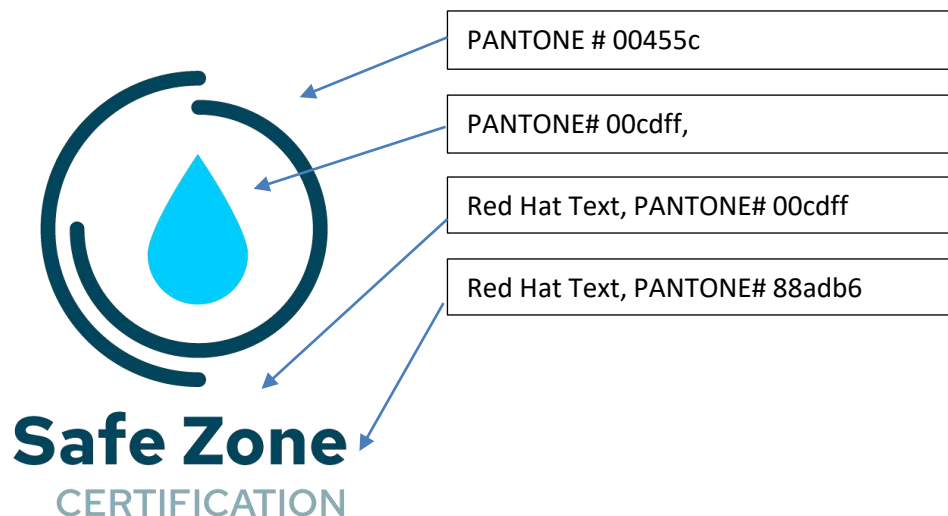 PANTONE # 00455c
PANTONE# 00cdff,
Red Hat Text, PANTONE# 00cdff
Red Hat Text, PANTONE# 88adb6
Safe Zone
CERTIFICATION